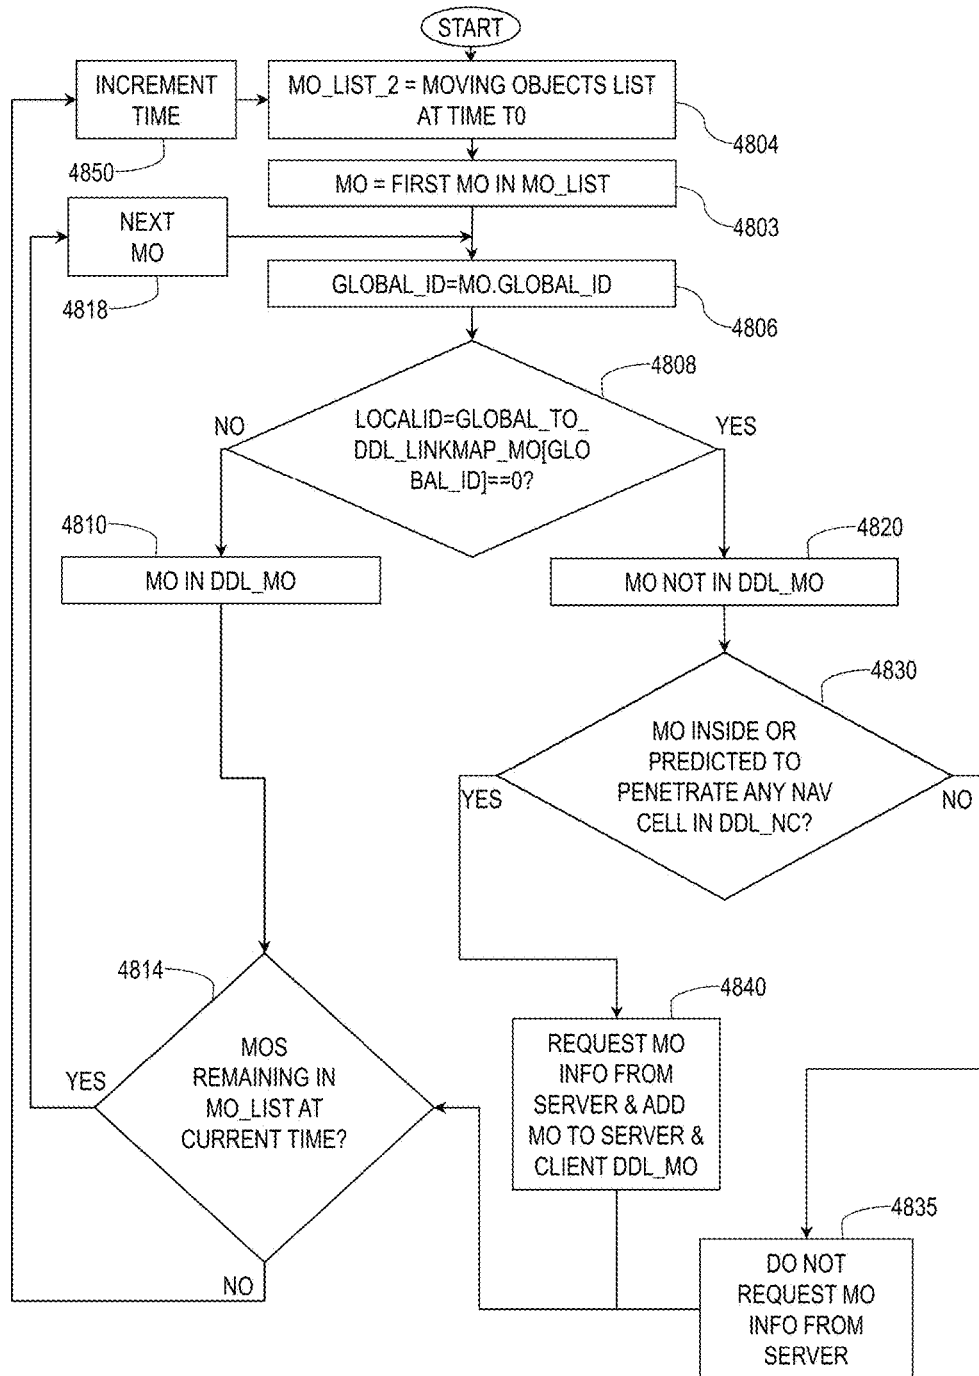 START
INCREMENT
TIME
4850
MO_LIST_2 = MOVING OBJECTS LIST
AT TIME T0
4804
MO = FIRST MO IN MO_LIST
4803
NEXT
MO
4818
GLOBAL_ID=MO.GLOBAL_ID
4806
4808
LOCALID=GLOBAL_TO_
DDL_LINKMAP_MO[GLO
BAL_ID]==0?
NO
YES
4810
MO IN DDL_MO
4820
MO NOT IN DDL_MO
4830
MO INSIDE OR
PREDICTED TO
PENETRATE ANY NAV
CELL IN DDL_NC?
YES
NO
4814
MOS
REMAINING IN
MO_LIST AT
CURRENT TIME?
YES
NO
4840
REQUEST MO
INFO FROM
SERVER & ADD
MO TO SERVER &
CLIENT DDL_MO
4835
DO NOT
REQUEST MO
INFO FROM
SERVER